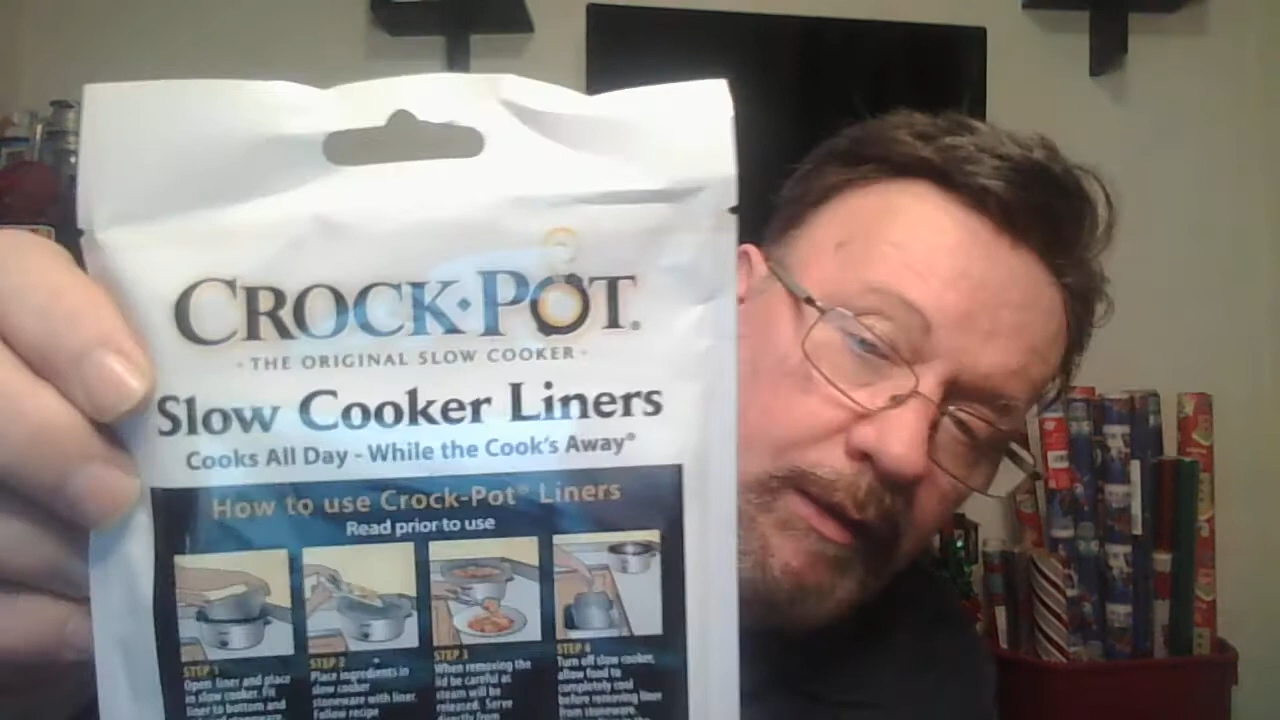 CROCK·POT®
· THE ORIGINAL SLOW COOKER ·
Slow Cooker Liners
Cooks All Day - While the Cook's Away®
How to use Crock-Pot® Liners
Read prior to use
STEP 1
Open liner and place
in slow cooker. Fit
liner to bottom and
STEP 2
Place ingredients in
slow cooker
stoneware with liner.
Follow recipe
STEP 3
When removing the
lid be careful as
steam will be
released. Serve
directly from
STEP 4
Turn off slow cooker,
allow food to
completely cool
before removing liner
from stoneware.